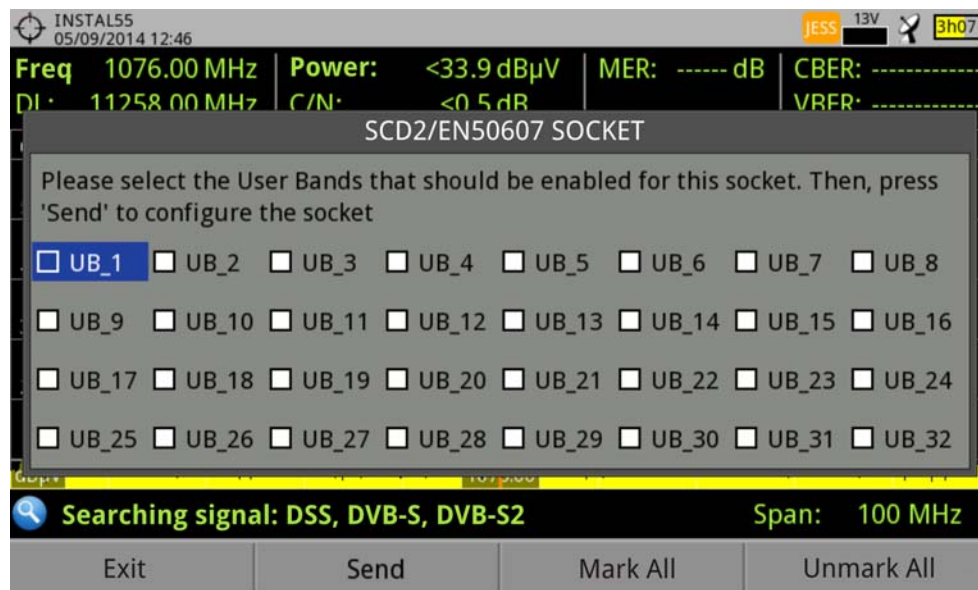 INSTAL55
05/09/2014 12:46 JESS 13V 3h07
Freq 1076.00 MHz Power: <33.9 dBµV MER: ------ dB CBER: -------------
DL: 11258.00 MHz C/N: <0.5 dB VBER: -------------
SCD2/EN50607 SOCKET
Please select the User Bands that should be enabled for this socket. Then, press
'Send' to configure the socket
UB_1 UB_2 UB_3 UB_4 UB_5 UB_6 UB_7 UB_8
UB_9 UB_10 UB_11 UB_12 UB_13 UB_14 UB_15 UB_16
UB_17 UB_18 UB_19 UB_20 UB_21 UB_22 UB_23 UB_24
UB_25 UB_26 UB_27 UB_28 UB_29 UB_30 UB_31 UB_32
dBµV
Searching signal: DSS, DVB-S, DVB-S2 Span: 100 MHz
Exit Send Mark All Unmark All